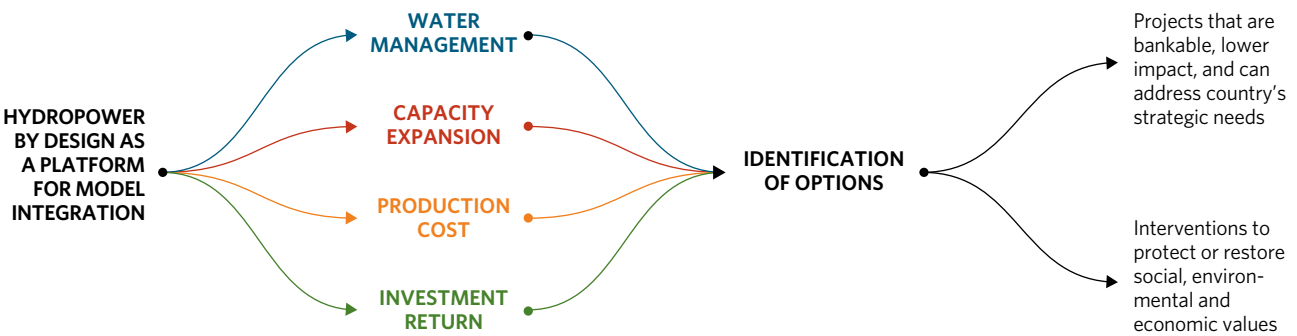 HYDROPOWER
BY DESIGN AS
A PLATFORM
FOR MODEL
INTEGRATION
WATER
MANAGEMENT
CAPACITY
EXPANSION
PRODUCTION
COST
INVESTMENT
RETURN
IDENTIFICATION
OF OPTIONS
Projects that are
bankable, lower
impact, and can
address country’s
strategic needs
Interventions to
protect or restore
social, environ-
mental and
economic values